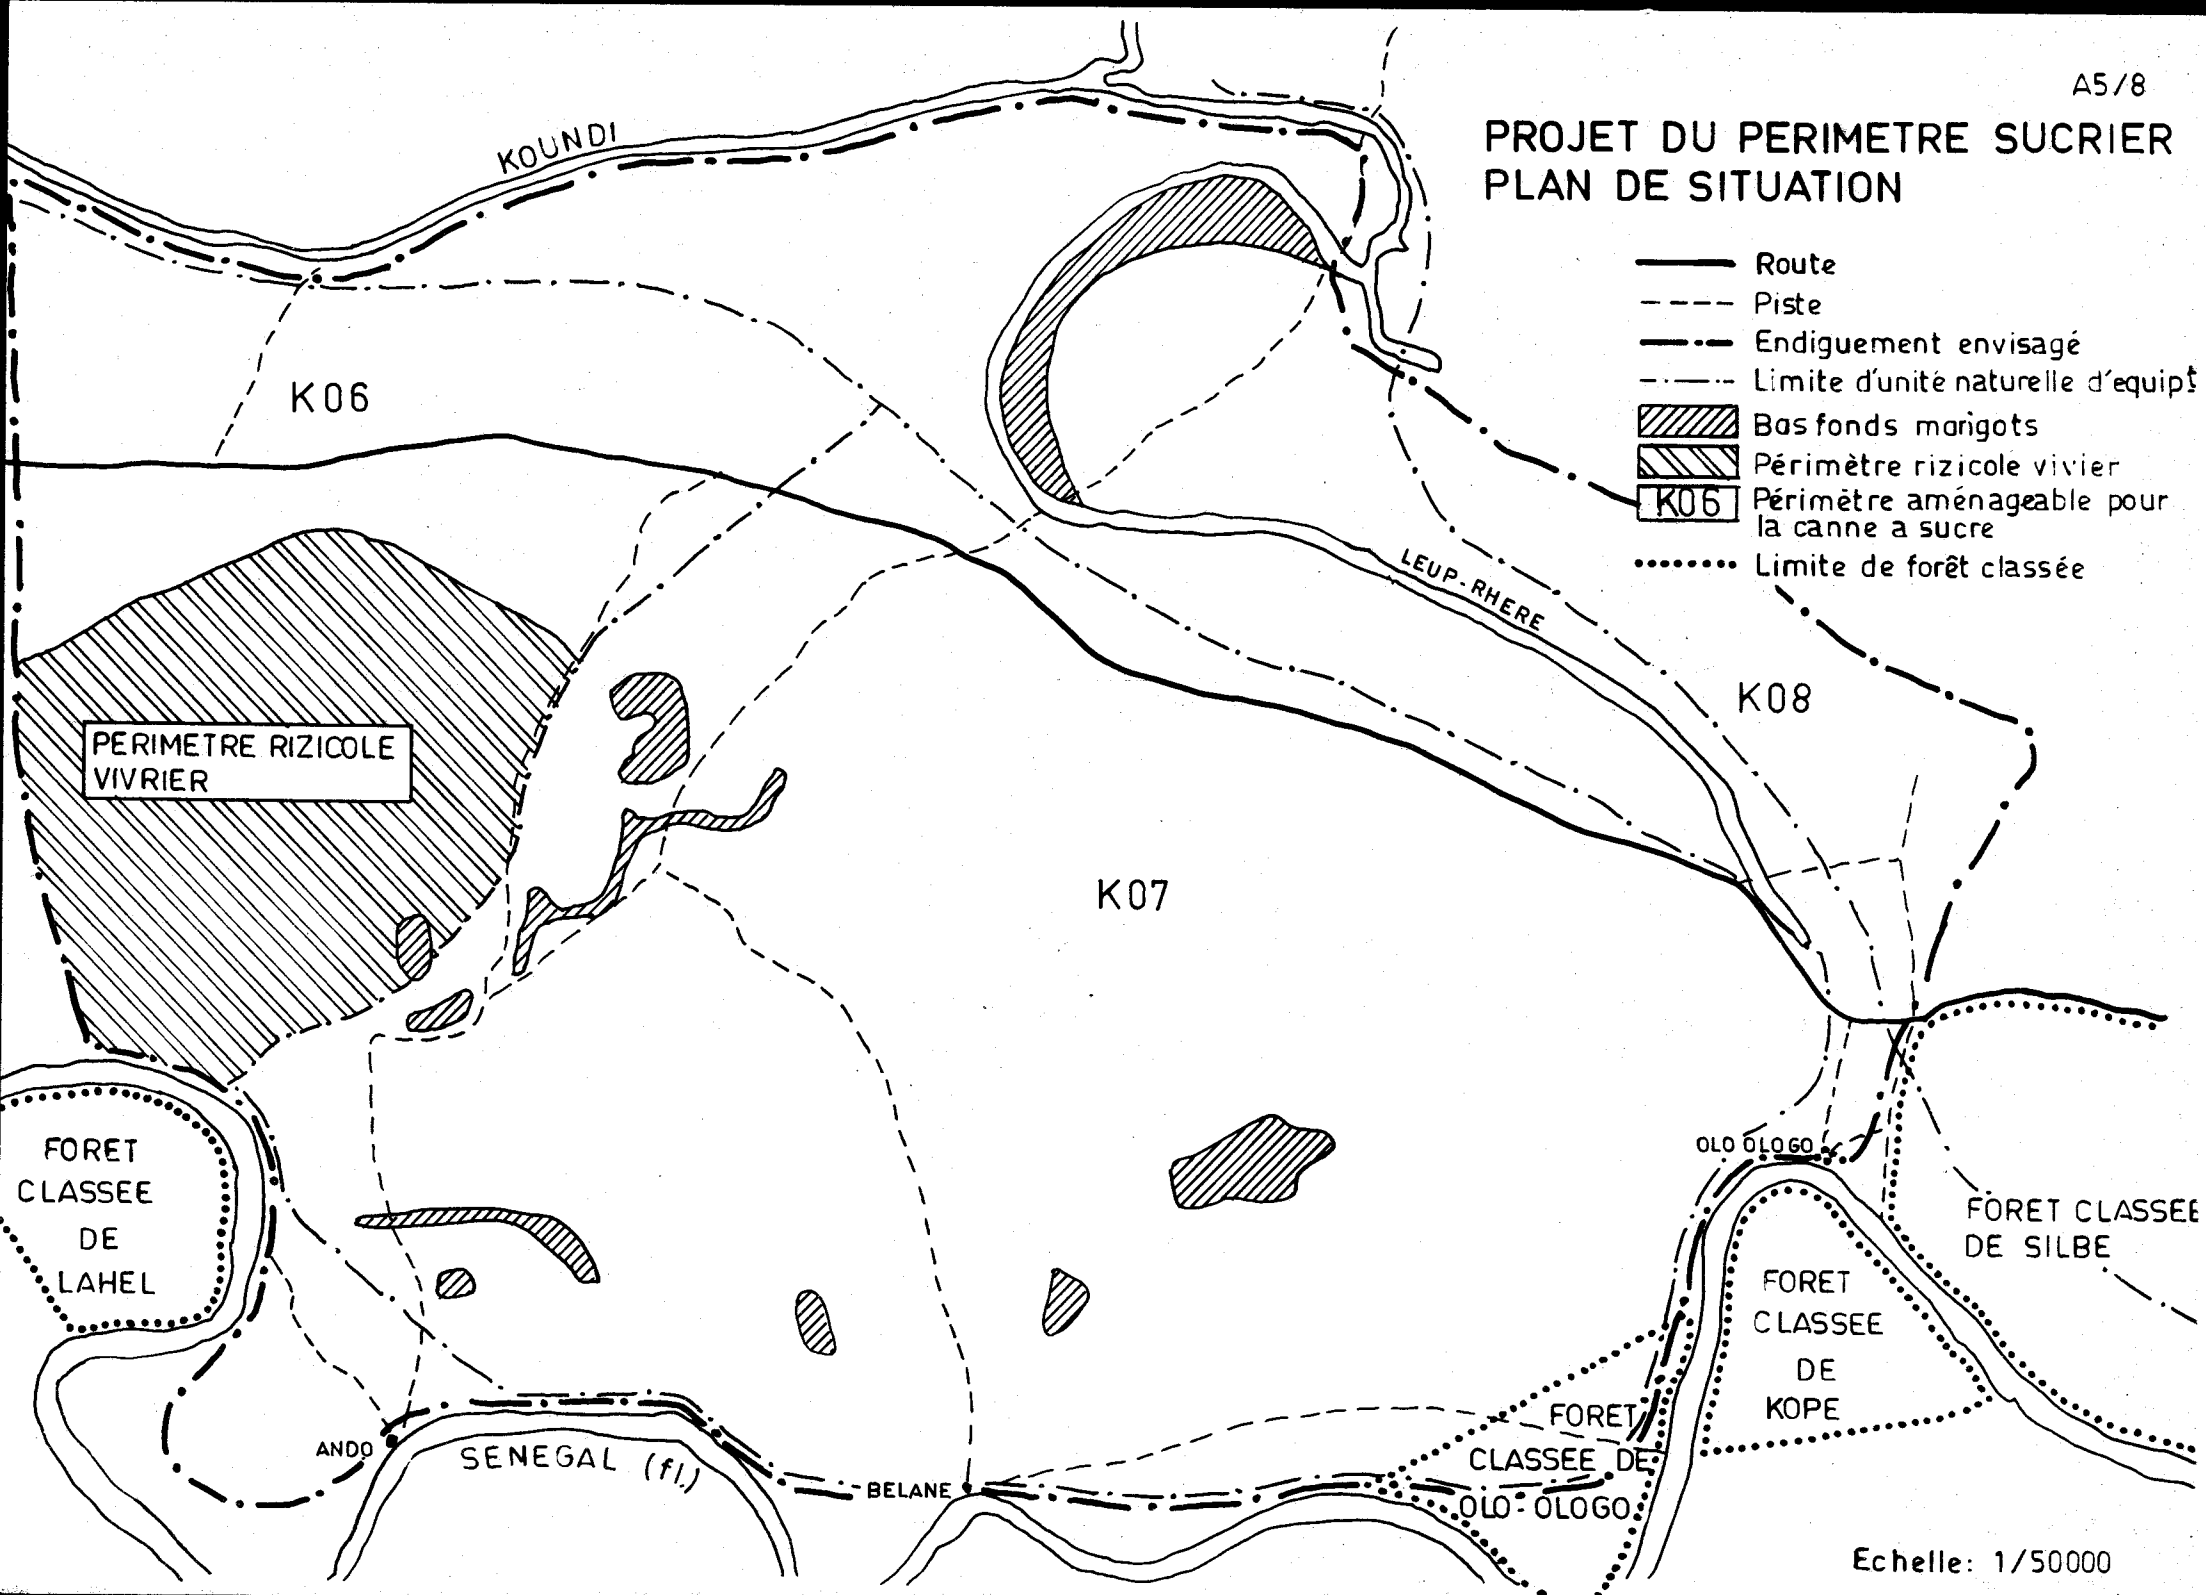 A5/8
PROJET DU PERIMETRE SUCRIER
PLAN DE SITUATION
Route
Piste
Endiguement envisagé
Limite d'unité naturelle d'equipt
Bas fonds marigots
Périmètre rizicole vivier
K06 Périmètre aménageable pour
la canne a sucre
Limite de forêt classée
KOUNDI
K06
LEUP-RHERE
K08
PERIMETRE RIZICOLE
VIVRIER
K07
FORET
CLASSEE
DE
LAHEL
OLO OLOGO
FORET CLASSEE
DE SILBE
FORET
CLASSEE
DE
KOPE
FORET
CLASSEE DE
OLO-OLOGO
ANDO
SENEGAL (fl.)
BELANE
Echelle: 1/50000